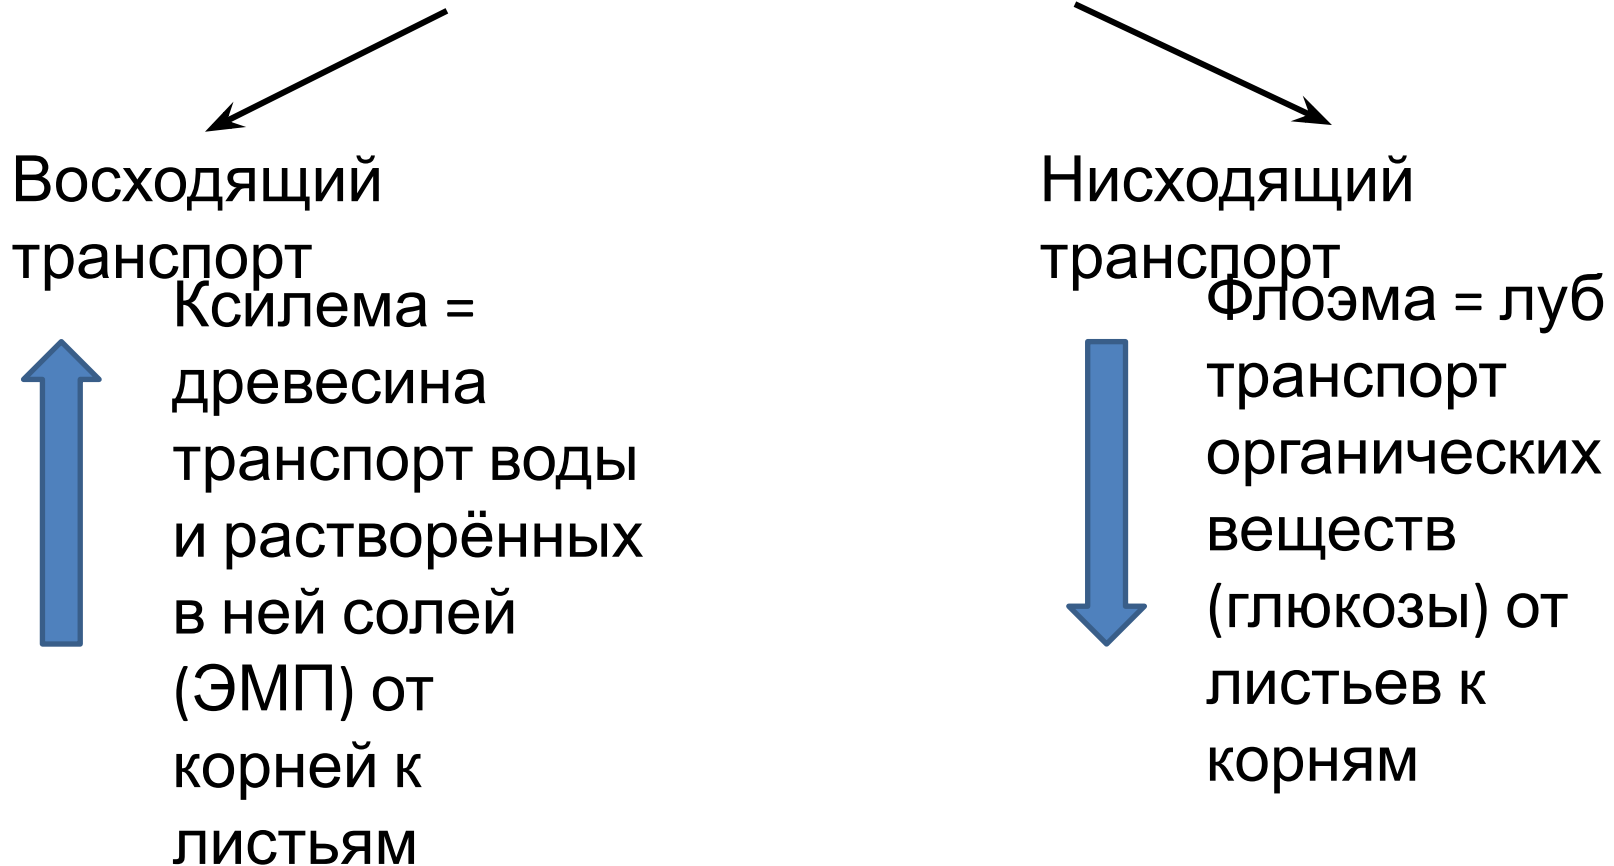 Восходящий
транспорт
Ксилема =
древесина
транспорт воды
и растворённых
в ней солей
(ЭМП) от
корней к
листьям
Нисходящий
транспорт
Флоэма = луб
транспорт
органических
веществ
(глюкозы) от
листьев к
корням